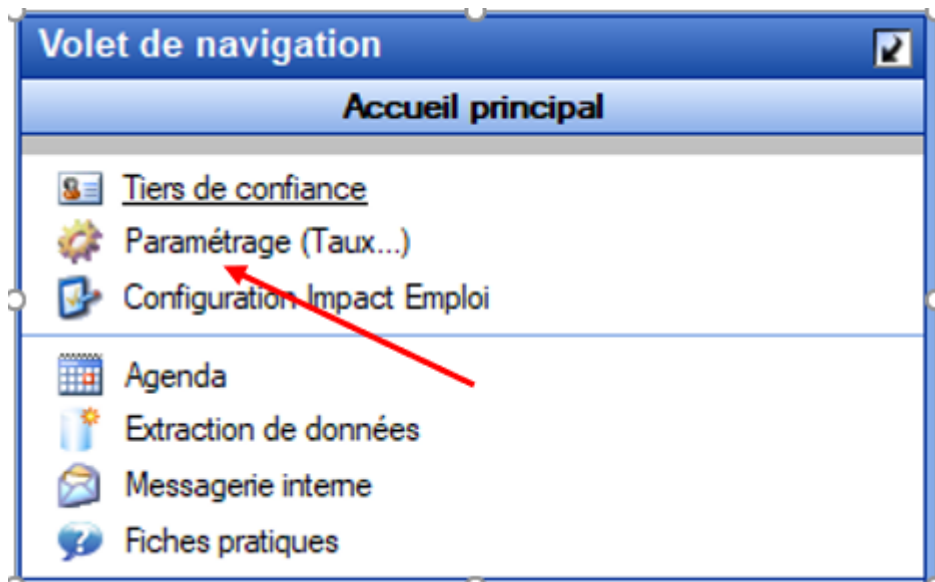 Volet de navigation
Accueil principal
Tiers de confiance
Paramétrage (Taux...)
Configuration Impact Emploi
Agenda
Extraction de données
Messagerie interne
Fiches pratiques